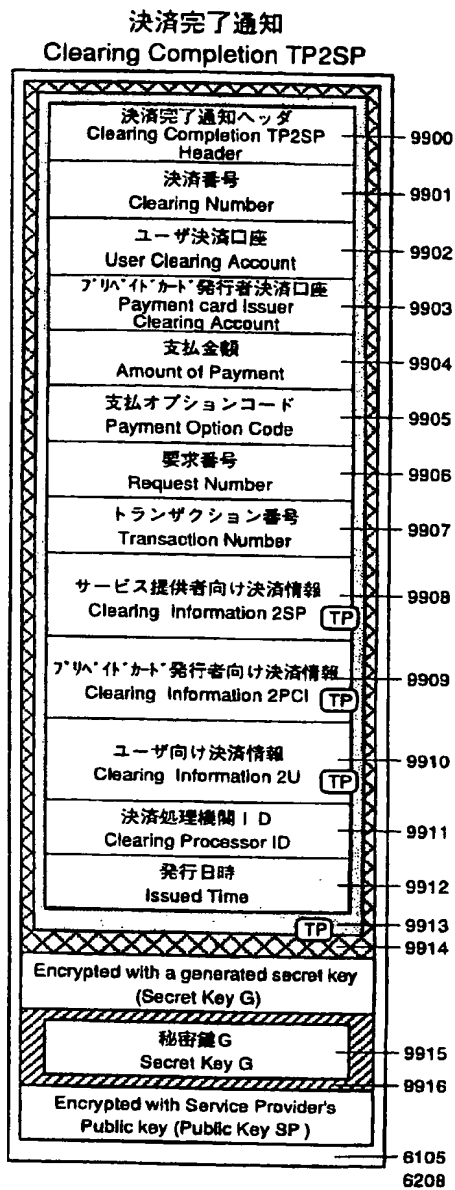 決済完了通知
Clearing Completion TP2SP
決済完了通知ヘッダ
Clearing Completion TP2SP
Header
9900
決済番号
Clearing Number
9901
ユーザ決済口座
User Clearing Account
9902
プリペイドカード発行者決済口座
Payment card Issuer
Clearing Account
9903
支払金額
Amount of Payment
9904
支払オプションコード
Payment Option Code
9905
要求番号
Request Number
9906
トランザクション番号
Transaction Number
9907
サービス提供者向け決済情報
Clearing Information 2SP
TP
9908
プリペイドカード発行者向け決済情報
Clearing Information 2PCI
TP
9909
ユーザ向け決済情報
Clearing Information 2U
TP
9910
決済処理機関ID
Clearing Processor ID
9911
発行日時
Issued Time
9912
TP
9913
9914
Encrypted with a generated secret key
(Secret Key G)
秘密鍵G
Secret Key G
9915
9916
Encrypted with Service Provider's
Public key (Public Key SP )
6105
6208